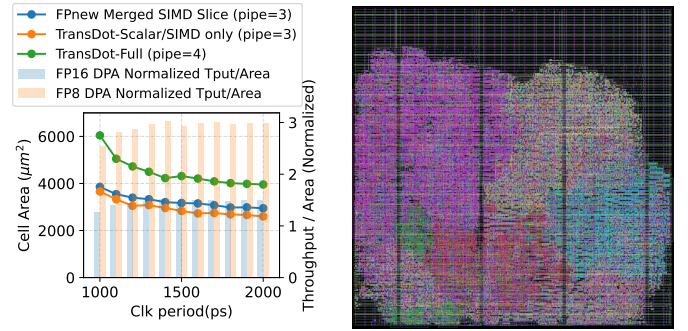 FPnew Merged SIMD Slice (pipe=3)
TransDot-Scalar/SIMD only (pipe=3)
TransDot-Full (pipe=4)
FP16 DPA Normalized Tput/Area
FP8 DPA Normalized Tput/Area
Cell Area (μm²)
6000
4000
2000
0
3
2
1
0
Throughput / Area (Normalized)
1000 1500 2000
Clk period(ps)